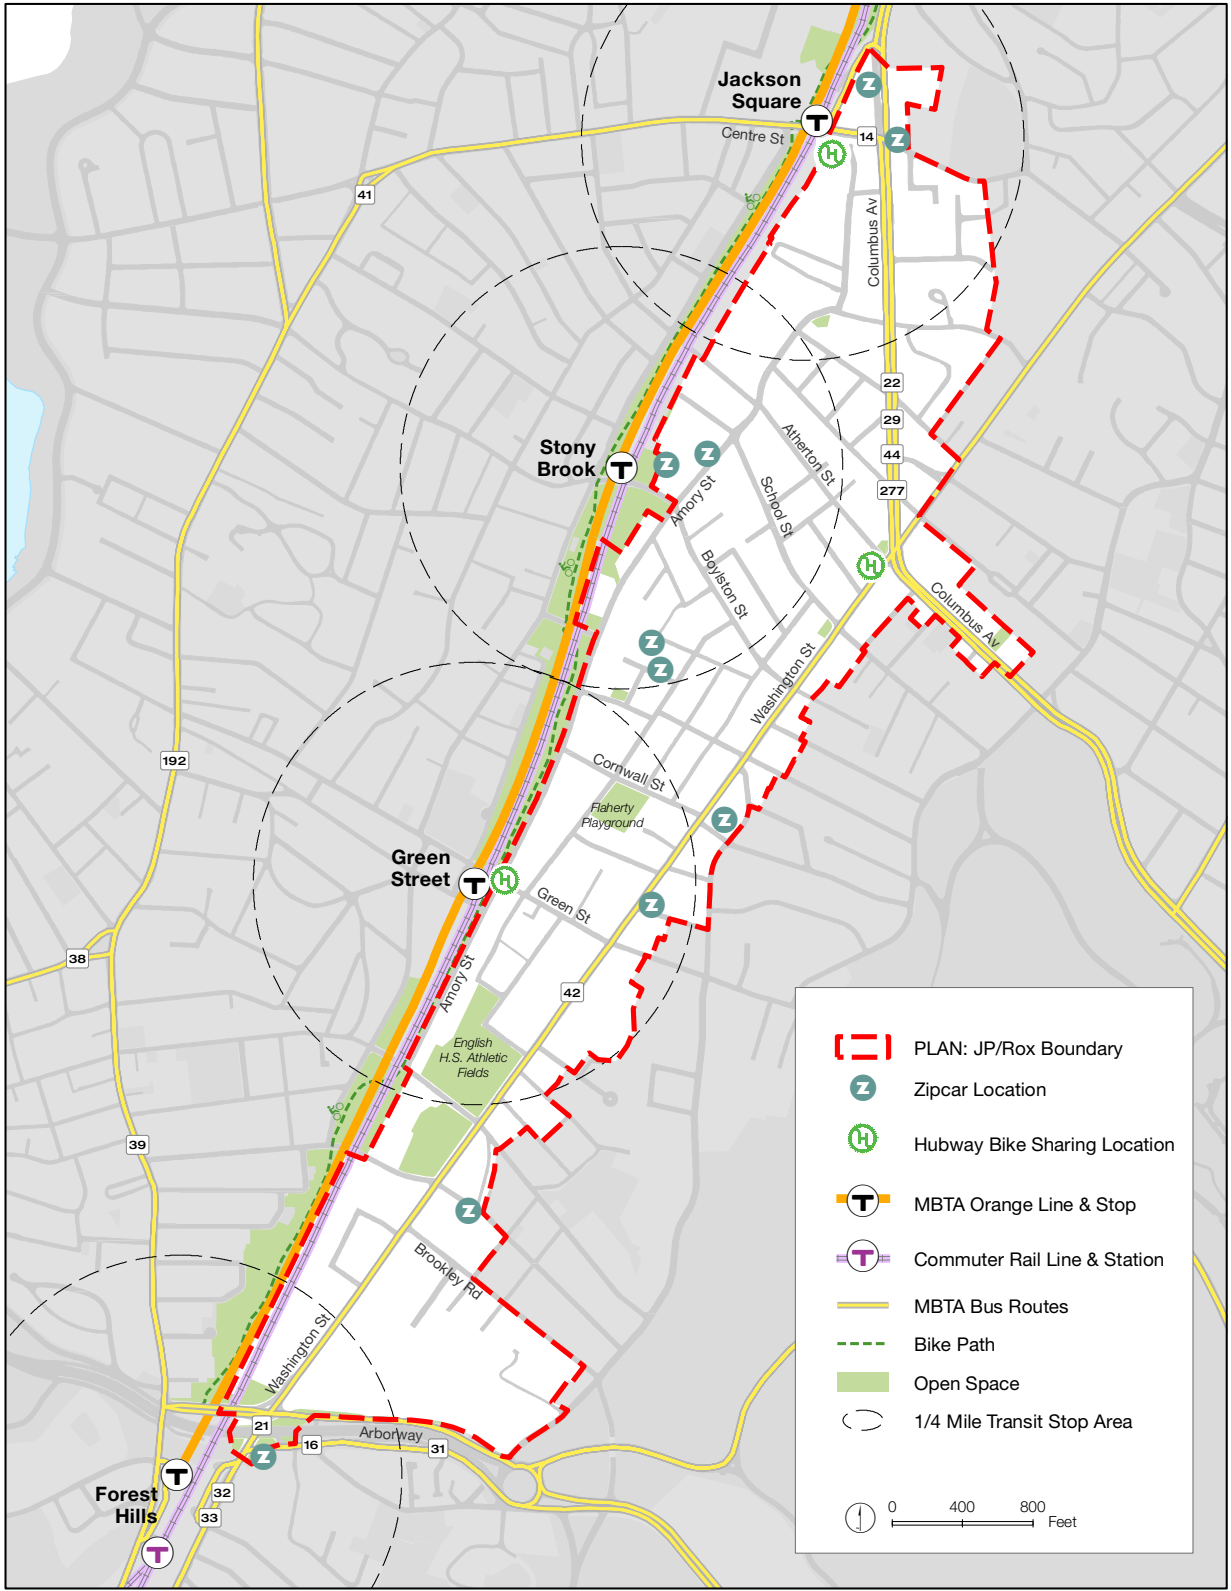 Jackson
Square
Z
T
Centre St
14
Z
H
41
Columbus Av
22
29
Stony
Brook
T
Z
Z
Atherton St
44
277
Amory St
School St
H
Boylston St
Columbus Av
Z
Z
Washington St
192
Cornwall St
Flaherty
Playground
Z
Green
Street
T
H
Green St
Z
38
Amory St
42
English
H.S. Athletic
Fields
39
Z
Brookley Rd
Washington St
21
16
Arborway
31
Z
T
Forest
Hills
32
33
T
PLAN: JP/Rox Boundary
Z
Zipcar Location
H
Hubway Bike Sharing Location
T
MBTA Orange Line & Stop
T
Commuter Rail Line & Station
MBTA Bus Routes
Bike Path
Open Space
1/4 Mile Transit Stop Area
0 400 800
Feet